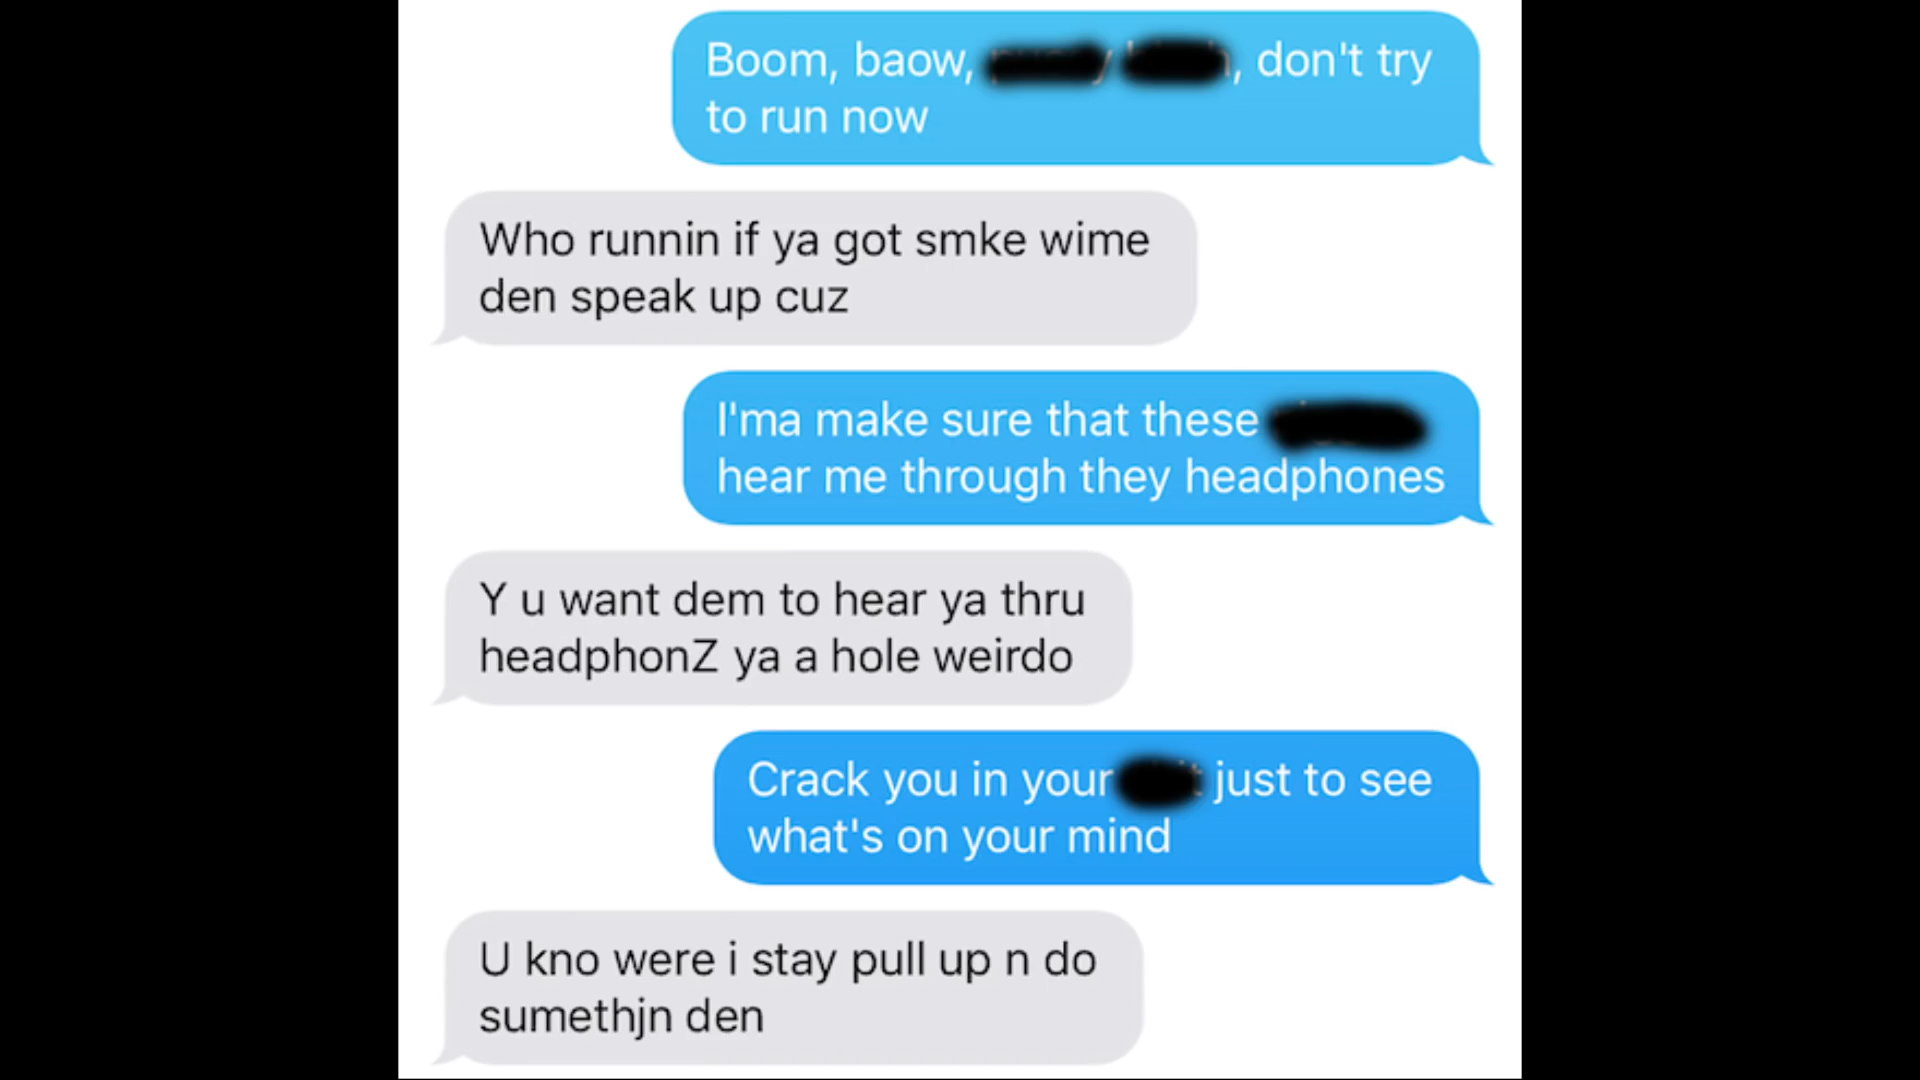 Boom, baow, , don't try
to run now
Who runnin if ya got smke wime
den speak up cuz
I'ma make sure that these
hear me through they headphones
Y u want dem to hear ya thru
headphonZ ya a hole weirdo
Crack you in your just to see
what's on your mind
U kno were i stay pull up n do
sumethjn den